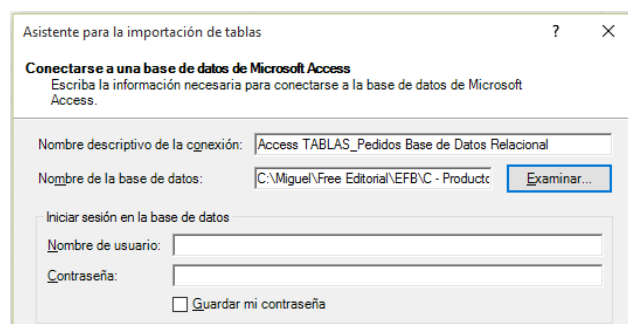 Asistente para la importación de tablas ? ×
Conectarse a una base de datos de Microsoft Access
Escriba la información necesaria para conectarse a la base de datos de Microsoft
Access.
Nombre descriptivo de la conexión: Access TABLAS_Pedidos Base de Datos Relacional
Nombre de la base de datos: C:\Miguel\Free Editorial\EFB\C - Producto Examinar...
Iniciar sesión en la base de datos
Nombre de usuario:
Contraseña:
Guardar mi contraseña